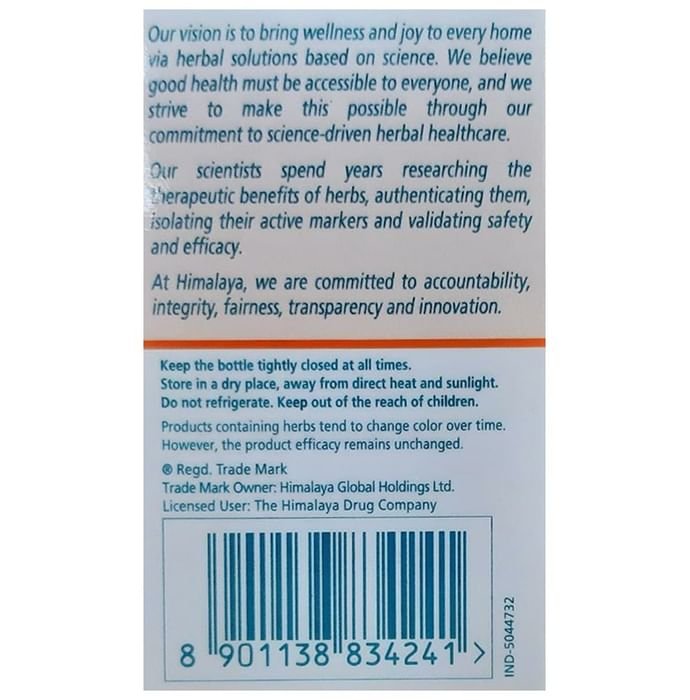 Our vision is to bring wellness and joy to every home
via herbal solutions based on science. We believe
good health must be accessible to everyone, and we
strive to make this possible through our
commitment to science-driven herbal healthcare.
Our scientists spend years researching the
therapeutic benefits of herbs, authenticating them,
isolating their active markers and validating safety
and efficacy.
At Himalaya, we are committed to accountability,
integrity, fairness, transparency and innovation.
Keep the bottle tightly closed at all times.
Store in a dry place, away from direct heat and sunlight.
Do not refrigerate. Keep out of the reach of children.
Products containing herbs tend to change color over time.
However, the product efficacy remains unchanged.
® Regd. Trade Mark
Trade Mark Owner: Himalaya Global Holdings Ltd.
Licensed User: The Himalaya Drug Company
8 901138 834241 >
IND-5044732